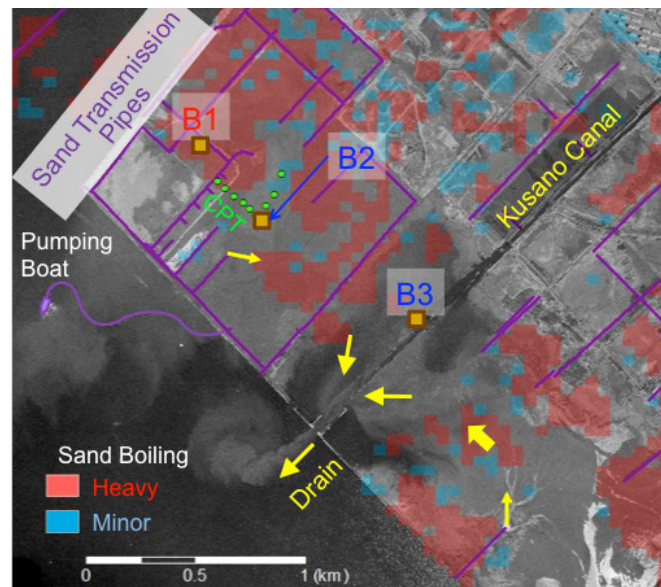 Sand Transmission
Pipes
B1
B2
CPT
Kusano Canal
Pumping
Boat
B3
Sand Boiling
Heavy
Minor
Drain
0 0.5 1 (km)